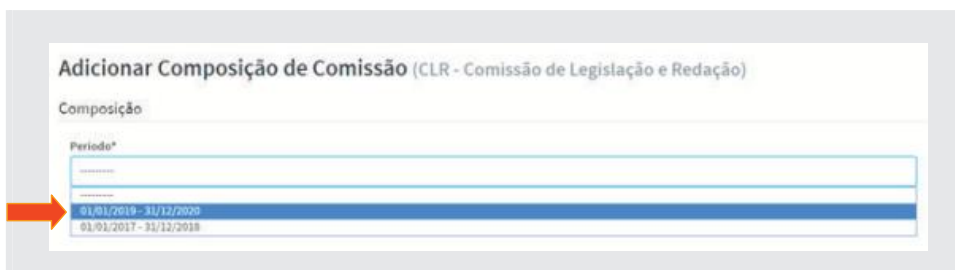 Adicionar Composição de Comissão (CLR - Comissão de Legislação e Redação)
Composição
Período*
---------
---------
01/01/2019 - 31/12/2020
01/01/2017 - 31/12/2018